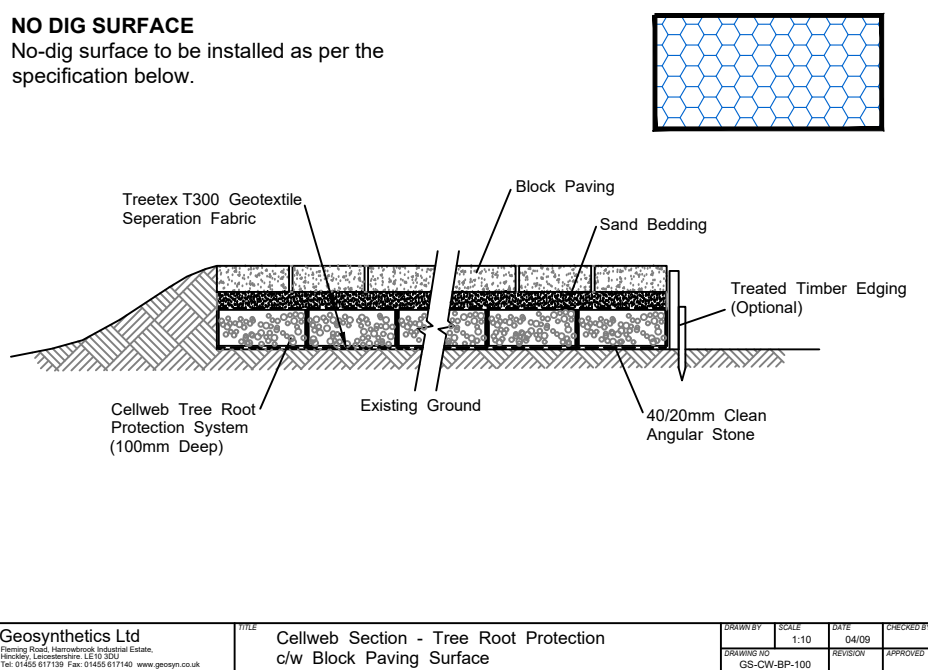 NO DIG SURFACE
No-dig surface to be installed as per the
specification below.
Treetex T300 Geotextile
Seperation Fabric
Block Paving
Sand Bedding
Treated Timber Edging
(Optional)
Cellweb Tree Root
Protection System
(100mm Deep)
Existing Ground
40/20mm Clean
Angular Stone
Geosynthetics Ltd
Fleming Road, Harrowbrook Industrial Estate,
Hinckley, Leicestershire. LE10 3DU
Tel: 01455 617139 Fax: 01455 617140 www.geosyn.co.uk
TITLE
Cellweb Section - Tree Root Protection
c/w Block Paving Surface
DRAWN BY
SCALE
1:10
DATE
04/09
CHECKED BY
DRAWING NO
GS-CW-BP-100
REVISION
APPROVED